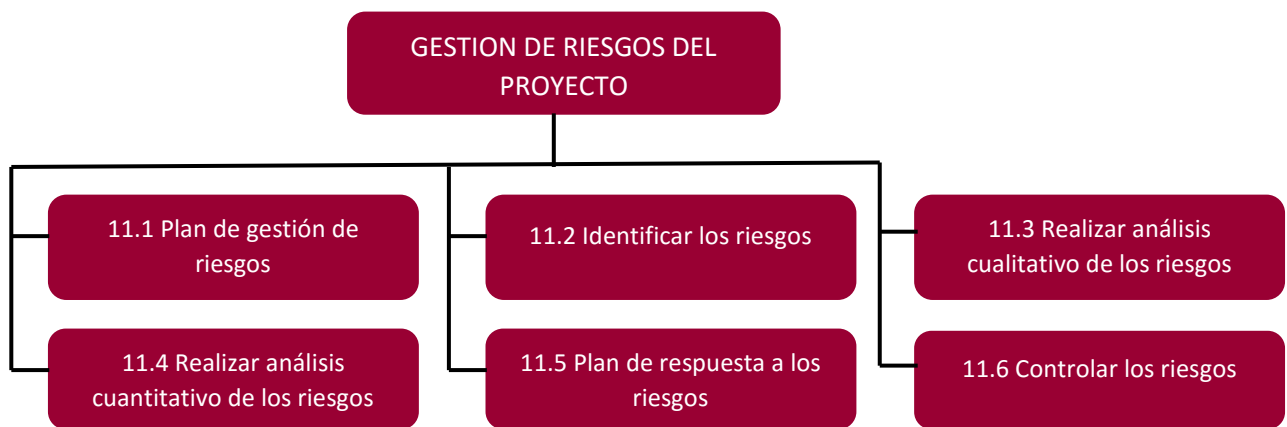 GESTION DE RIESGOS DEL
PROYECTO
11.1 Plan de gestión de
riesgos
11.2 Identificar los riesgos
11.3 Realizar análisis
cualitativo de los riesgos
11.4 Realizar análisis
cuantitativo de los riesgos
11.5 Plan de respuesta a los
riesgos
11.6 Controlar los riesgos